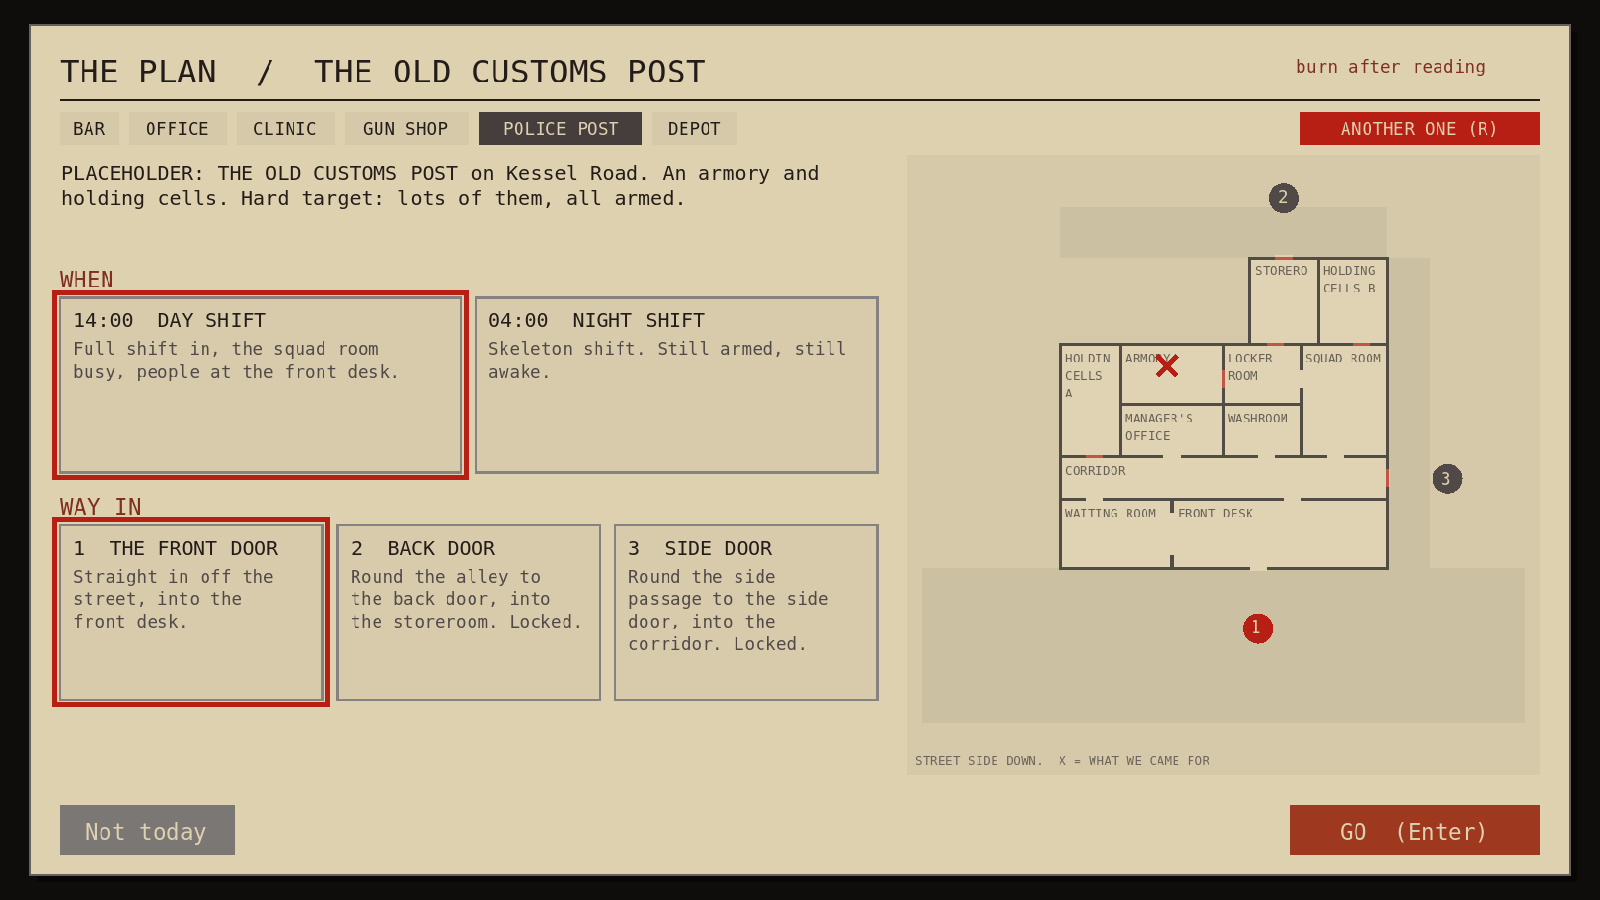 THE PLAN / THE OLD CUSTOMS POST
burn after reading
BAR
OFFICE
CLINIC
GUN SHOP
POLICE POST
DEPOT
ANOTHER ONE (R)
PLACEHOLDER: THE OLD CUSTOMS POST on Kessel Road. An armory and
holding cells. Hard target: lots of them, all armed.
WHEN
14:00 DAY SHIFT
Full shift in, the squad room
busy, people at the front desk.
04:00 NIGHT SHIFT
Skeleton shift. Still armed, still
awake.
WAY IN
1 THE FRONT DOOR
Straight in off the
street, into the
front desk.
2 BACK DOOR
Round the alley to
the back door, into
the storeroom. Locked.
3 SIDE DOOR
Round the side
passage to the side
door, into the
corridor. Locked.
2
STORERO
HOLDING
CELLS B
HOLDIN
CELLS
A
ARMORY
LOCKER
ROOM
SQUAD ROOM
MANAGER'S
OFFICE
WASHROOM
CORRIDOR
3
WAITING ROOM
FRONT DESK
1
STREET SIDE DOWN. X = WHAT WE CAME FOR
Not today
GO (Enter)